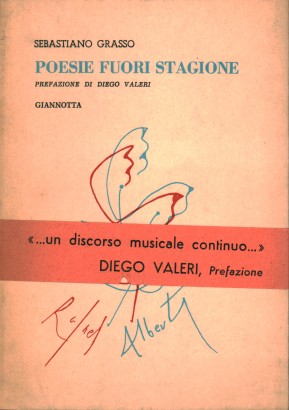 SEBASTIANO GRASSO
POESIE FUORI STAGIONE
PREFAZIONE DI DIEGO VALERI
GIANNOTTA
«...un discorso musicale continuo...»
DIEGO VALERI, Prefazione
Rafael Alberti